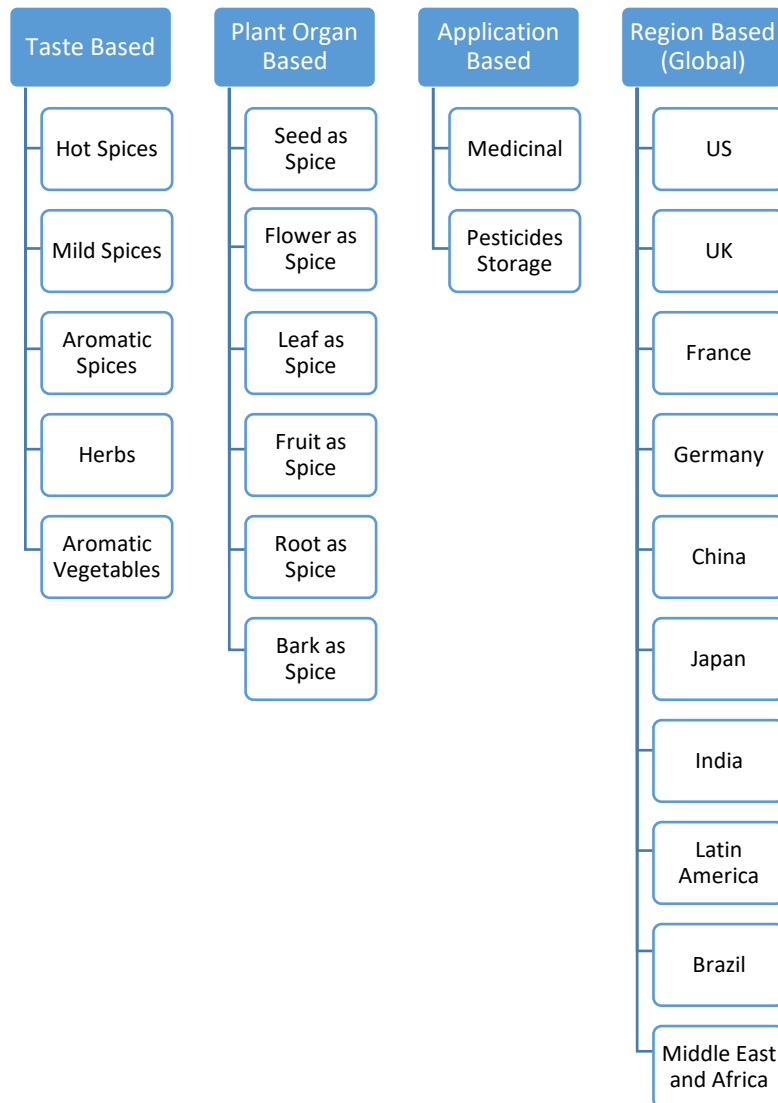 Taste Based
Hot Spices
Mild Spices
Aromatic
Spices
Herbs
Aromatic
Vegetables
Plant Organ
Based
Seed as
Spice
Flower as
Spice
Leaf as
Spice
Fruit as
Spice
Root as
Spice
Bark as
Spice
Application
Based
Medicinal
Pesticides
Storage
Region Based
(Global)
US
UK
France
Germany
China
Japan
India
Latin
America
Brazil
Middle East
and Africa